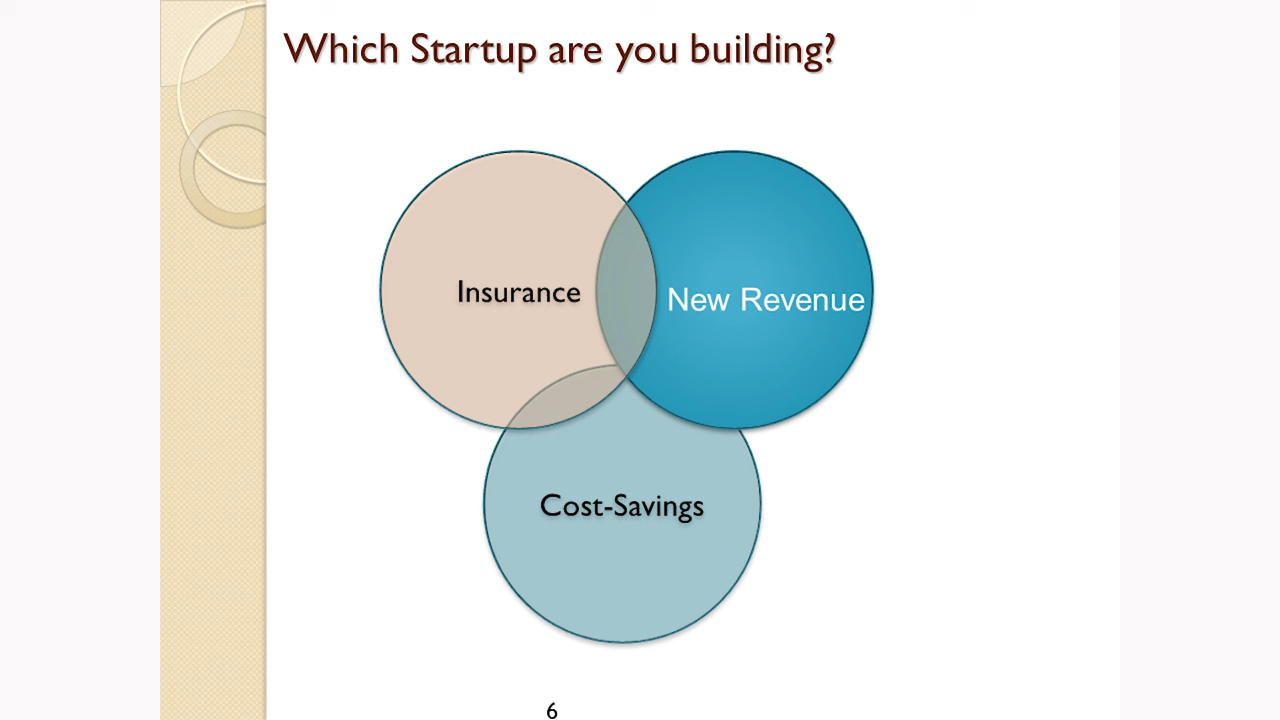 Which Startup are you building?
Insurance
New Revenue
Cost-Savings
6